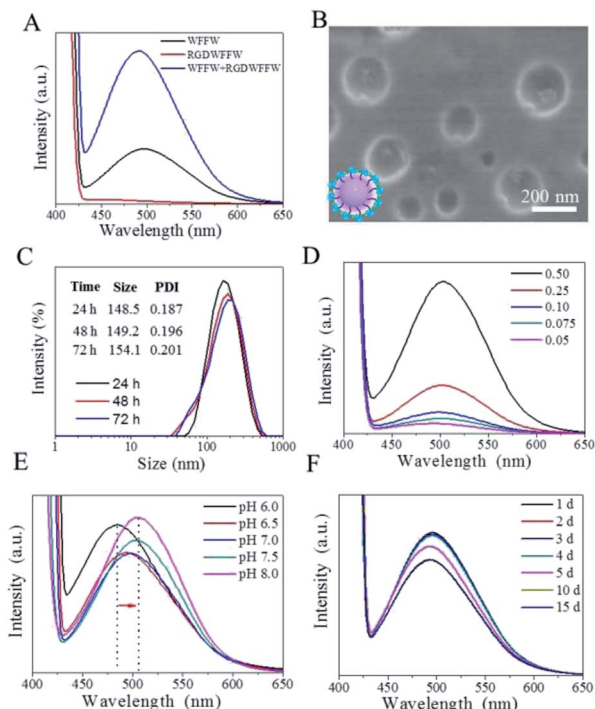 A
WFFW
RGDWFFW
WFFW+RGDWFFW
Intensity (a.u.)
400 450 500 550 600 650
Wavelength (nm)
B
200 nm
C
Time Size PDI
24 h 148.5 0.187
48 h 149.2 0.196
72 h 154.1 0.201
24 h
48 h
72 h
Intensity (%)
1 10 100 1000
Size (nm)
D
0.50
0.25
0.10
0.075
0.05
Intensity (a.u.)
400 450 500 550 600 650
Wavelength (nm)
E
pH 6.0
pH 6.5
pH 7.0
pH 7.5
pH 8.0
Intensity (a.u.)
400 450 500 550 600 650
Wavelength (nm)
F
1 d
2 d
3 d
4 d
5 d
10 d
15 d
Intensity (a.u.)
400 450 500 550 600 650
Wavelength (nm)